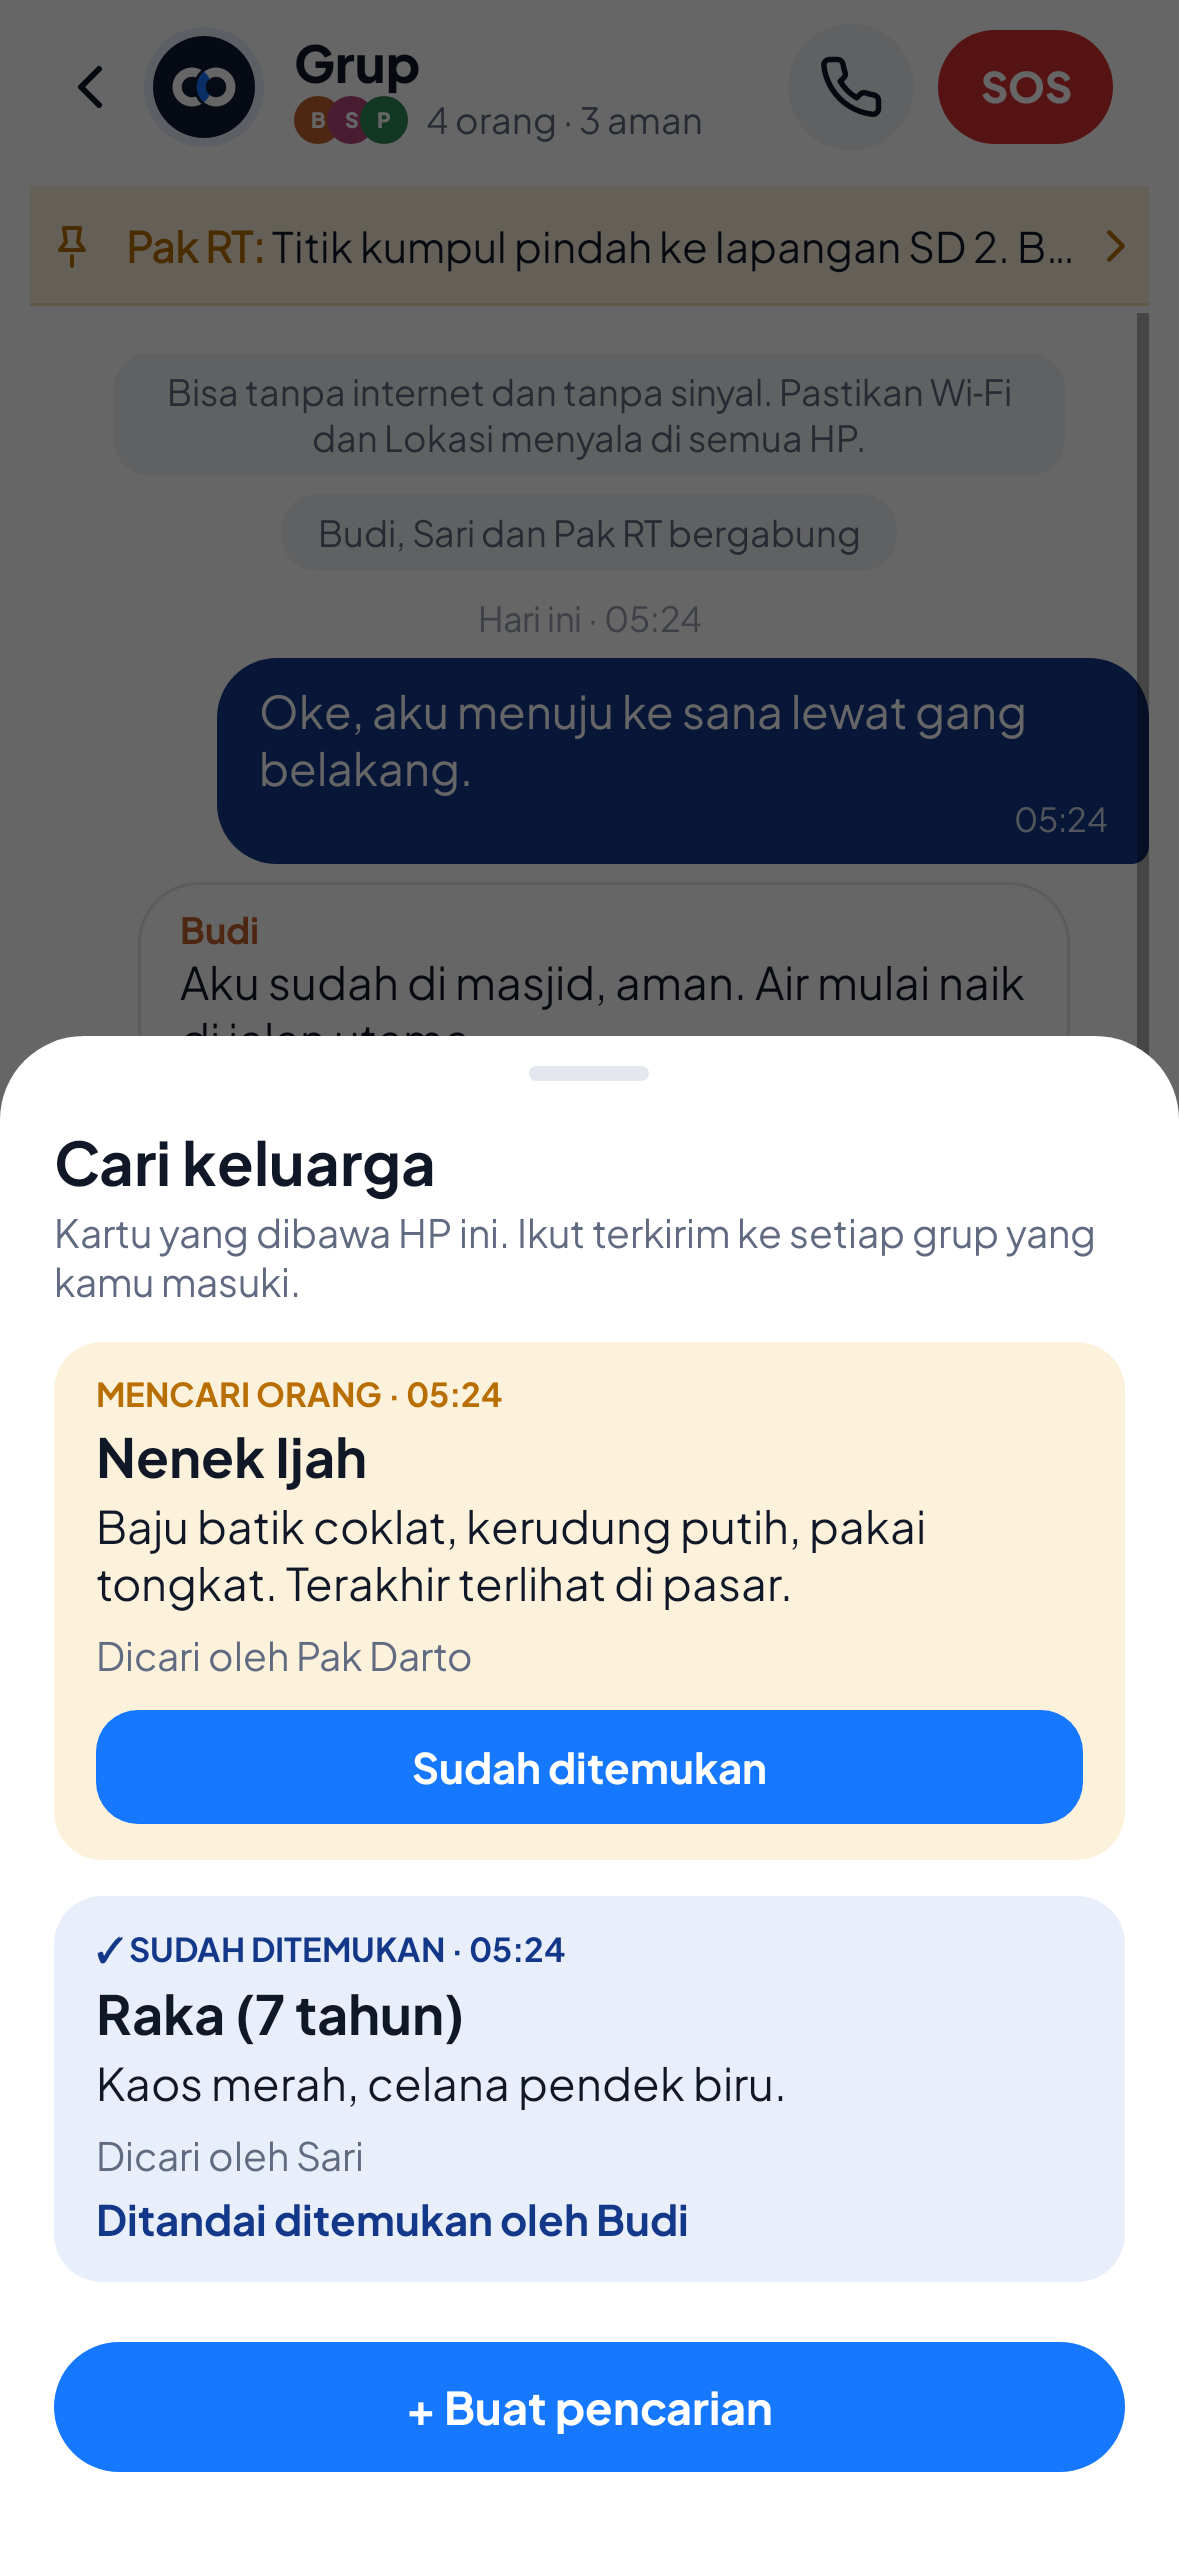 Grup
B S P 4 orang · 3 aman
SOS
Pak RT: Titik kumpul pindah ke lapangan SD 2. B...
Bisa tanpa internet dan tanpa sinyal. Pastikan Wi-Fi
dan Lokasi menyala di semua HP.
Budi, Sari dan Pak RT bergabung
Hari ini · 05:24
Oke, aku menuju ke sana lewat gang
belakang.
05:24
Budi
Aku sudah di masjid, aman. Air mulai naik
di jalan utama
Cari keluarga
Kartu yang dibawa HP ini. Ikut terkirim ke setiap grup yang
kamu masuki.
MENCARI ORANG · 05:24
Nenek Ijah
Baju batik coklat, kerudung putih, pakai
tongkat. Terakhir terlihat di pasar.
Dicari oleh Pak Darto
Sudah ditemukan
✓ SUDAH DITEMUKAN · 05:24
Raka (7 tahun)
Kaos merah, celana pendek biru.
Dicari oleh Sari
Ditandai ditemukan oleh Budi
+ Buat pencarian